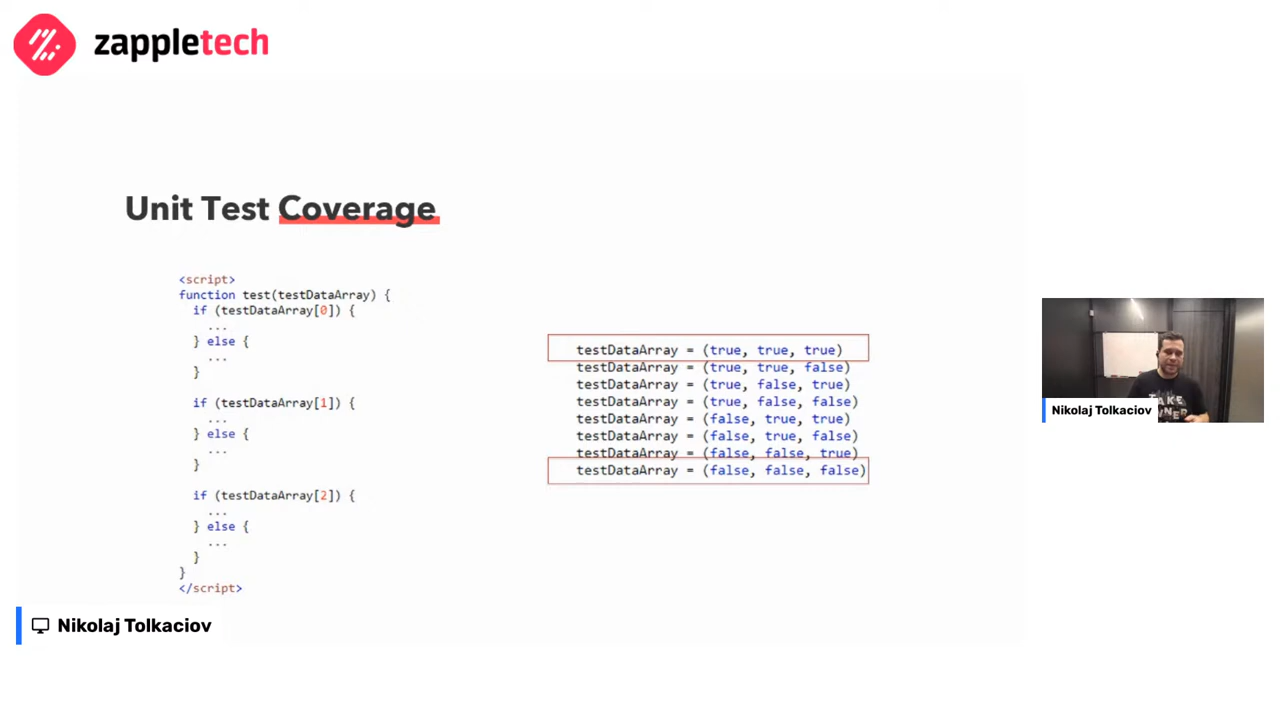 zappletech
Unit Test Coverage
<script>
function test(testDataArray) {
if (testDataArray[0]) {
...
} else {
...
}
if (testDataArray[1]) {
...
} else {
...
}
if (testDataArray[2]) {
...
} else {
...
}
}
</script>
testDataArray = (true, true, true)
testDataArray = (true, true, false)
testDataArray = (true, false, true)
testDataArray = (true, false, false)
testDataArray = (false, true, true)
testDataArray = (false, true, false)
testDataArray = (false, false, true)
testDataArray = (false, false, false)
TAKE
Nikolaj Tolkaciov
Nikolaj Tolkaciov